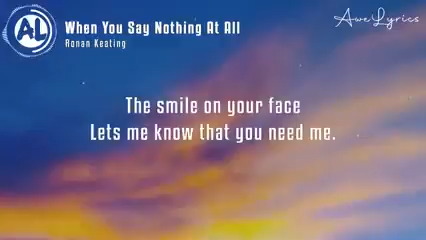 AL
When You Say Nothing At All
Ronan Keating
AweLyrics
The smile on your face
Lets me know that you need me.